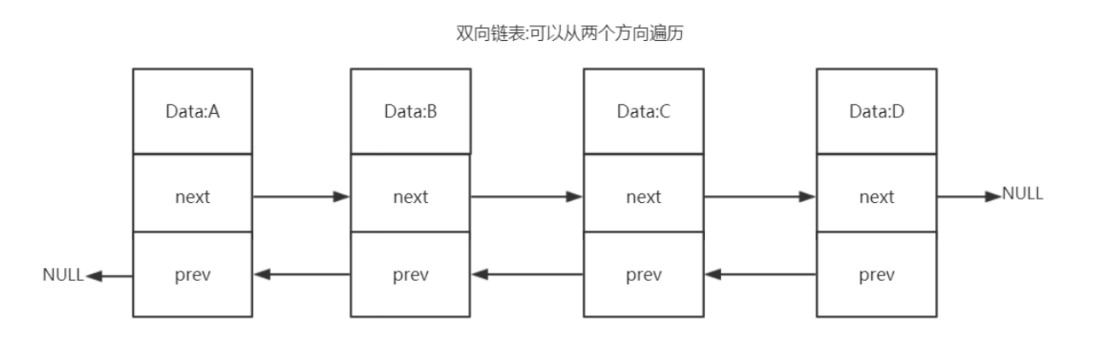 双向链表:可以从两个方向遍历
Data:A
Data:B
Data:C
Data:D
next
next
next
next
NULL
NULL
prev
prev
prev
prev